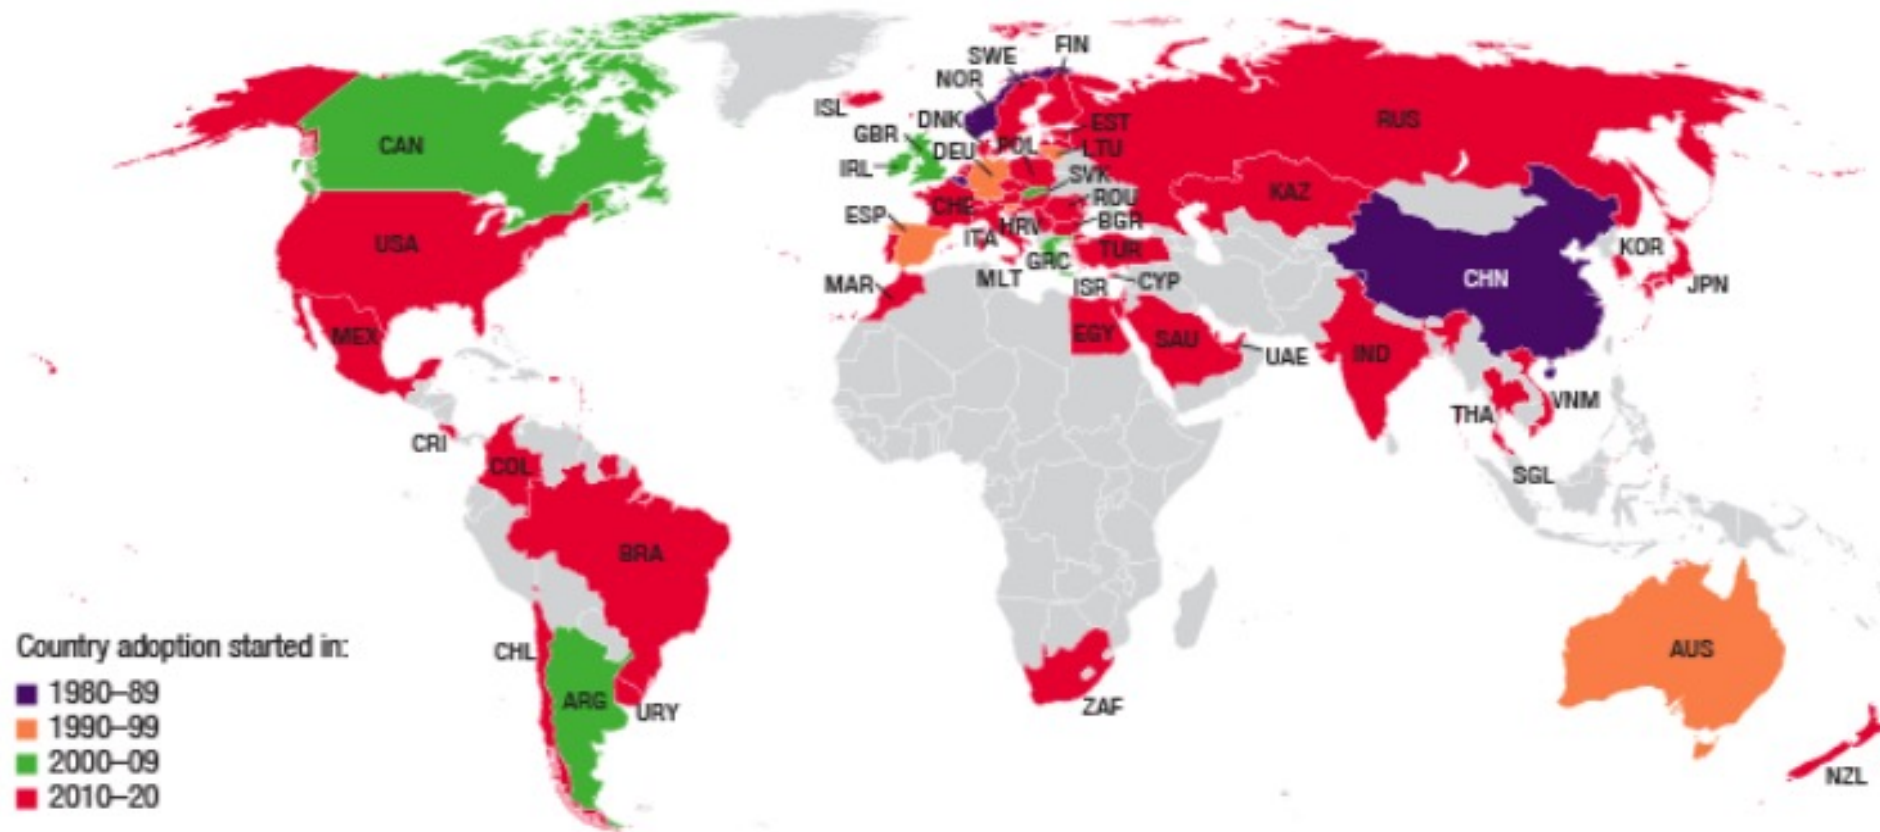 SWE
FIN
NOR
ISL
DNK
EST
RUS
GBR
CAN
DEU
POL
LTU
IRL
SVK
KAZ
ROU
CHE
ESP
BGR
HRV
ITA
USA
TUR
KOR
GRC
MLT
CHN
MAR
ISR
CYP
JPN
MEX
EGY
SAU
IND
UAE
VNM
THA
CRI
COL
SGL
BRA
Country adoption started in:
CHL
AUS
1980–89
ARG
URY
ZAF
1990–99
2000–09
NZL
2010–20